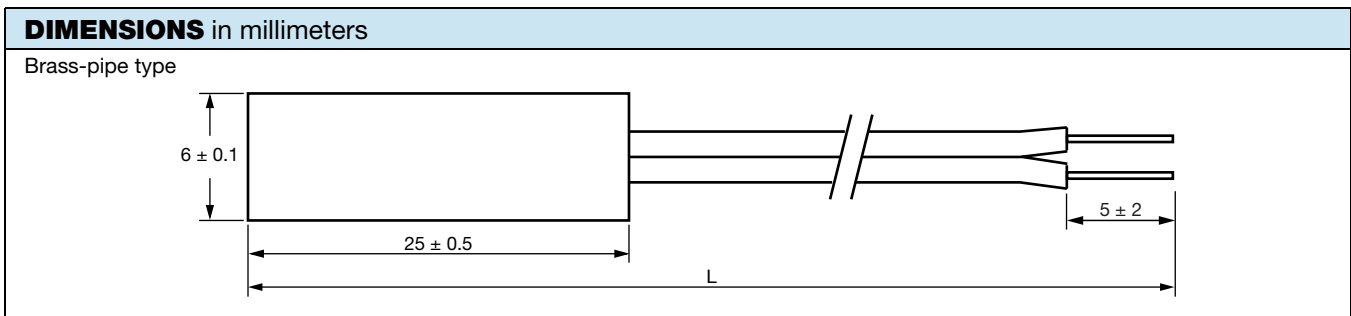 DIMENSIONS in millimeters
Brass-pipe type
6 ± 0.1
5 ± 2
25 ± 0.5
L